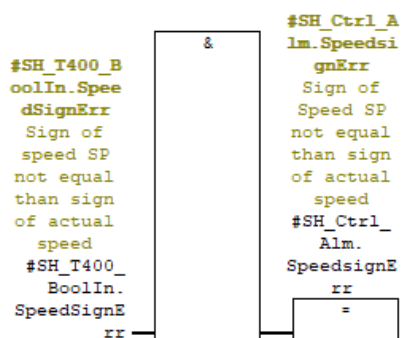 #SH_T400_B
oolIn.Spee
dSignErr
Sign of
speed SP
not equal
than sign
of actual
speed
#SH_T400_
BoolIn.
SpeedSignE
rr
&
#SH_Ctrl_A
lm.Speedsi
gnErr
Sign of
Speed SP
not equal
than sign
of actual
speed
#SH_Ctrl_
Alm.
SpeedsignE
rr
=